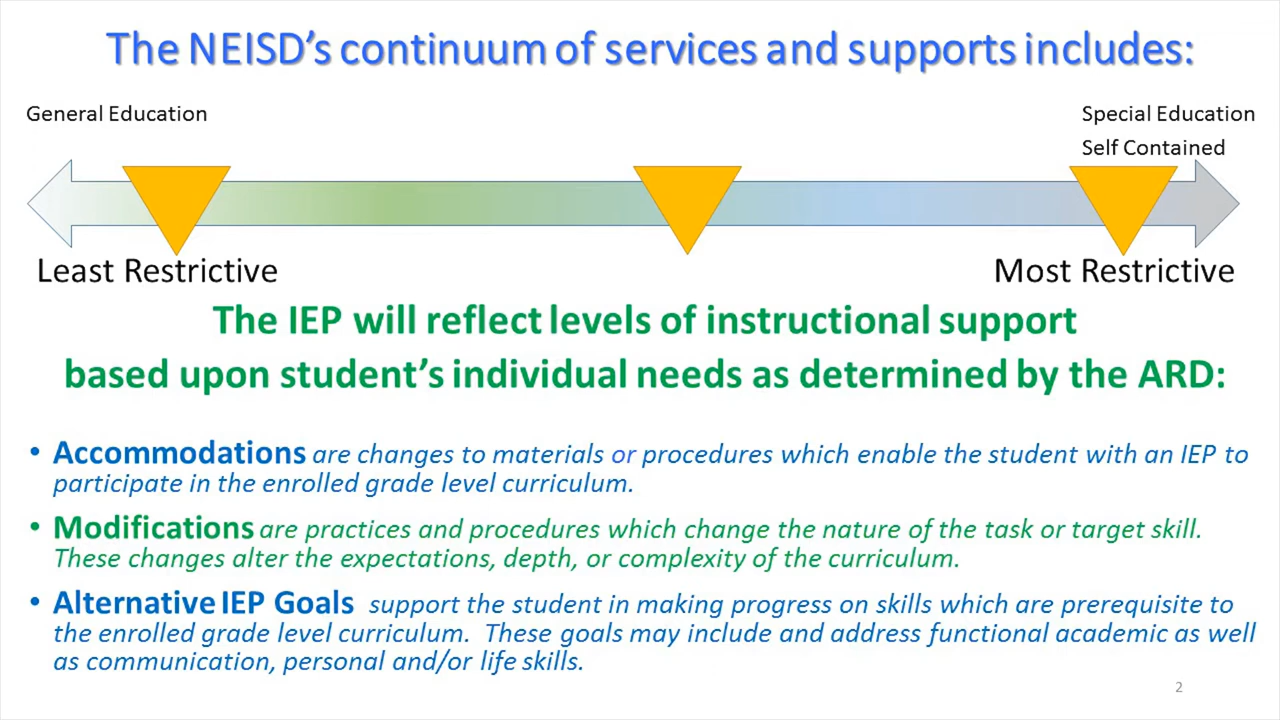 The NEISD's continuum of services and supports includes:
General Education
Special Education
Self Contained
Least Restrictive
Most Restrictive
The IEP will reflect levels of instructional support
based upon student's individual needs as determined by the ARD:
• Accommodations are changes to materials or procedures which enable the student with an IEP to
participate in the enrolled grade level curriculum.
• Modifications are practices and procedures which change the nature of the task or target skill.
These changes alter the expectations, depth, or complexity of the curriculum.
• Alternative IEP Goals support the student in making progress on skills which are prerequisite to
the enrolled grade level curriculum. These goals may include and address functional academic as well
as communication, personal and/or life skills.
2